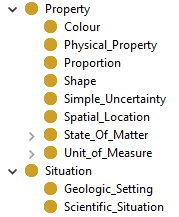 Property
Colour
Physical_Property
Proportion
Shape
Simple_Uncertainty
Spatial_Location
State_Of_Matter
Unit_of_Measure
Situation
Geologic_Setting
Scientific_Situation